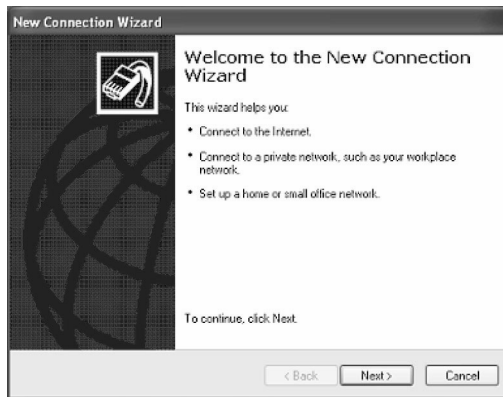 New Connection Wizard
Welcome to the New Connection
Wizard
This wizard helps you:
• Connect to the Internet.
• Connect to a private network, such as your workplace
network.
• Set up a home or small office network.
To continue, click Next.
< Back
Next >
Cancel